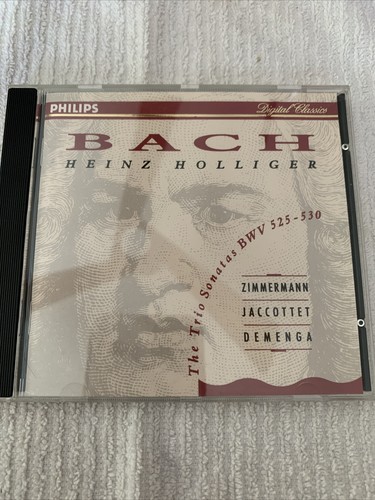 PHILIPS
Digital Classics
BACH
HEINZ HOLLIGER
The Trio Sonatas BWV 525-530
ZIMMERMANN
JACCOTTET
DEMENGA